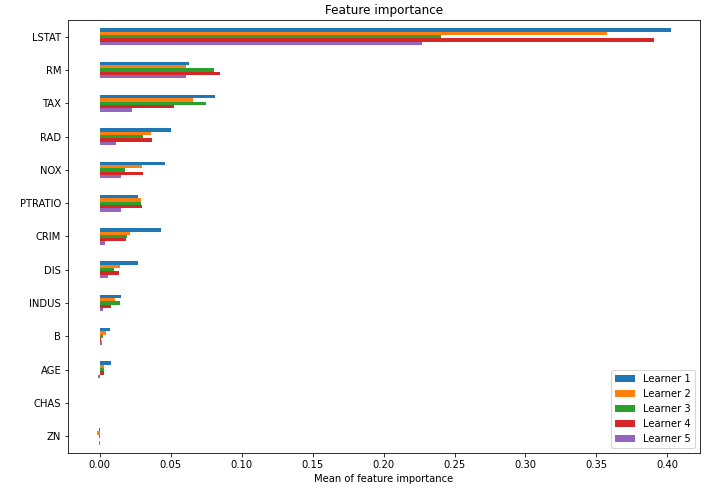 Feature importance
LSTAT
RM
TAX
RAD
NOX
PTRATIO
CRIM
DIS
INDUS
B
AGE
CHAS
ZN
Learner 1
Learner 2
Learner 3
Learner 4
Learner 5
0.00 0.05 0.10 0.15 0.20 0.25 0.30 0.35 0.40
Mean of feature importance